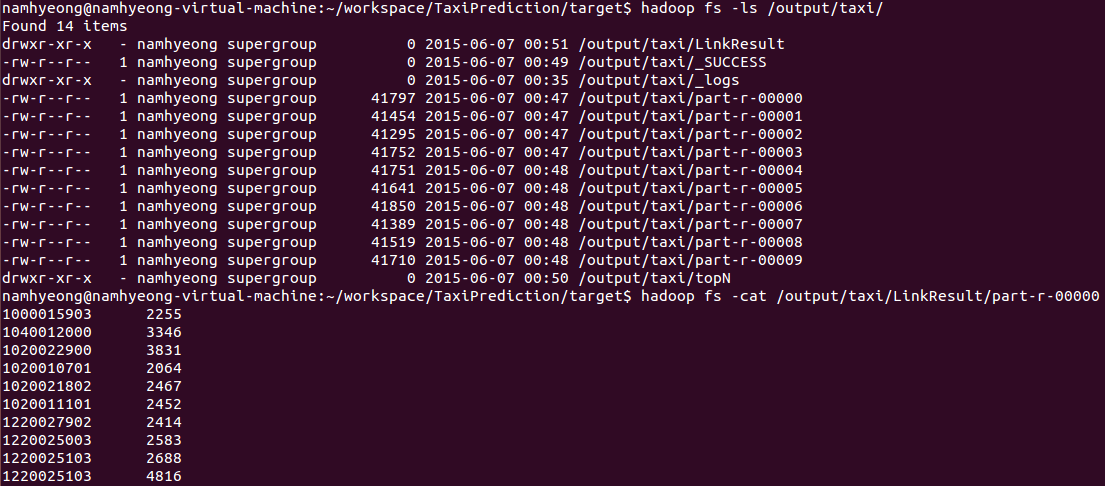 namhyeong@namhyeong-virtual-machine:~/workspace/TaxiPrediction/target$ hadoop fs -ls /output/taxi/
Found 14 items
drwxr-xr-x   - namhyeong supergroup          0 2015-06-07 00:51 /output/taxi/LinkResult
-rw-r--r--   1 namhyeong supergroup          0 2015-06-07 00:49 /output/taxi/_SUCCESS
drwxr-xr-x   - namhyeong supergroup          0 2015-06-07 00:35 /output/taxi/_logs
-rw-r--r--   1 namhyeong supergroup      41797 2015-06-07 00:47 /output/taxi/part-r-00000
-rw-r--r--   1 namhyeong supergroup      41454 2015-06-07 00:47 /output/taxi/part-r-00001
-rw-r--r--   1 namhyeong supergroup      41295 2015-06-07 00:47 /output/taxi/part-r-00002
-rw-r--r--   1 namhyeong supergroup      41752 2015-06-07 00:47 /output/taxi/part-r-00003
-rw-r--r--   1 namhyeong supergroup      41751 2015-06-07 00:48 /output/taxi/part-r-00004
-rw-r--r--   1 namhyeong supergroup      41641 2015-06-07 00:48 /output/taxi/part-r-00005
-rw-r--r--   1 namhyeong supergroup      41850 2015-06-07 00:48 /output/taxi/part-r-00006
-rw-r--r--   1 namhyeong supergroup      41389 2015-06-07 00:48 /output/taxi/part-r-00007
-rw-r--r--   1 namhyeong supergroup      41519 2015-06-07 00:48 /output/taxi/part-r-00008
-rw-r--r--   1 namhyeong supergroup      41710 2015-06-07 00:48 /output/taxi/part-r-00009
drwxr-xr-x   - namhyeong supergroup          0 2015-06-07 00:50 /output/taxi/topN
namhyeong@namhyeong-virtual-machine:~/workspace/TaxiPrediction/target$ hadoop fs -cat /output/taxi/LinkResult/part-r-00000
1000015903      2255
1040012000      3346
1020022900      3831
1020010701      2064
1020021802      2467
1020011101      2452
1220027902      2414
1220025003      2583
1220025103      2688
1220025103      4816